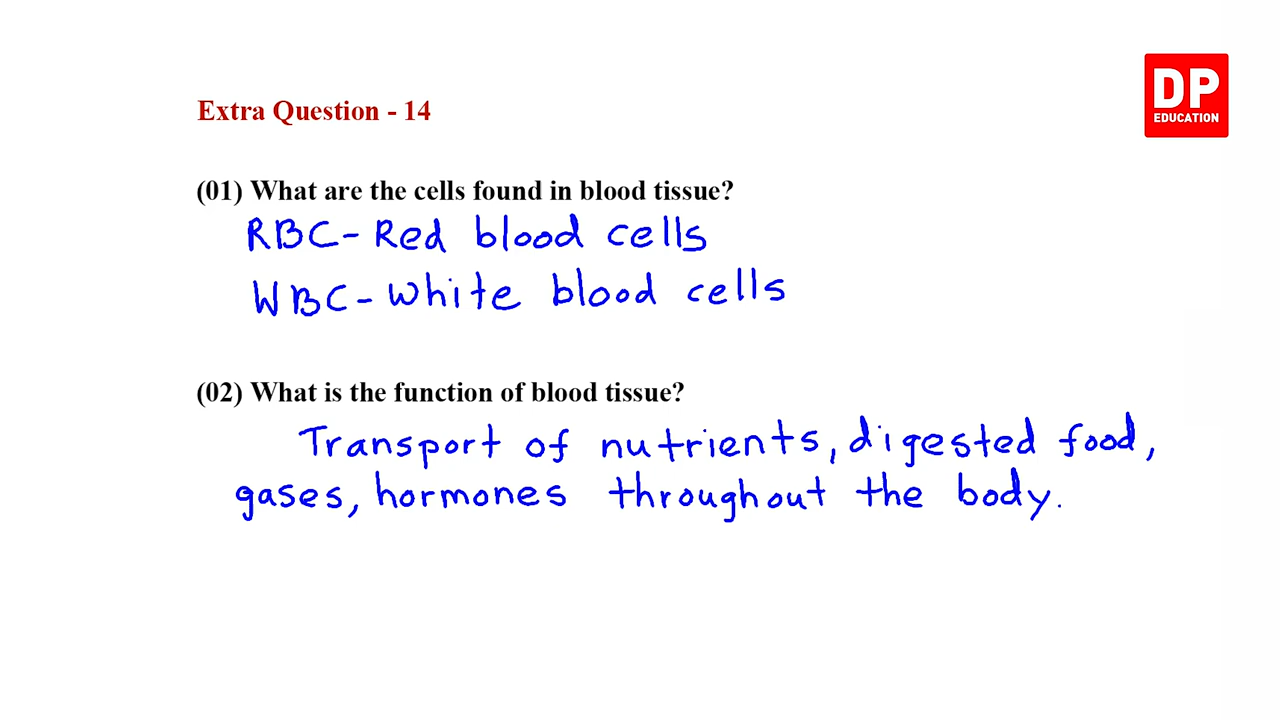 DP
EDUCATION
Extra Question - 14
(01) What are the cells found in blood tissue?
RBC - Red blood cells
WBC - White blood cells
(02) What is the function of blood tissue?
Transport of nutrients, digested food,
gases, hormones throughout the body.